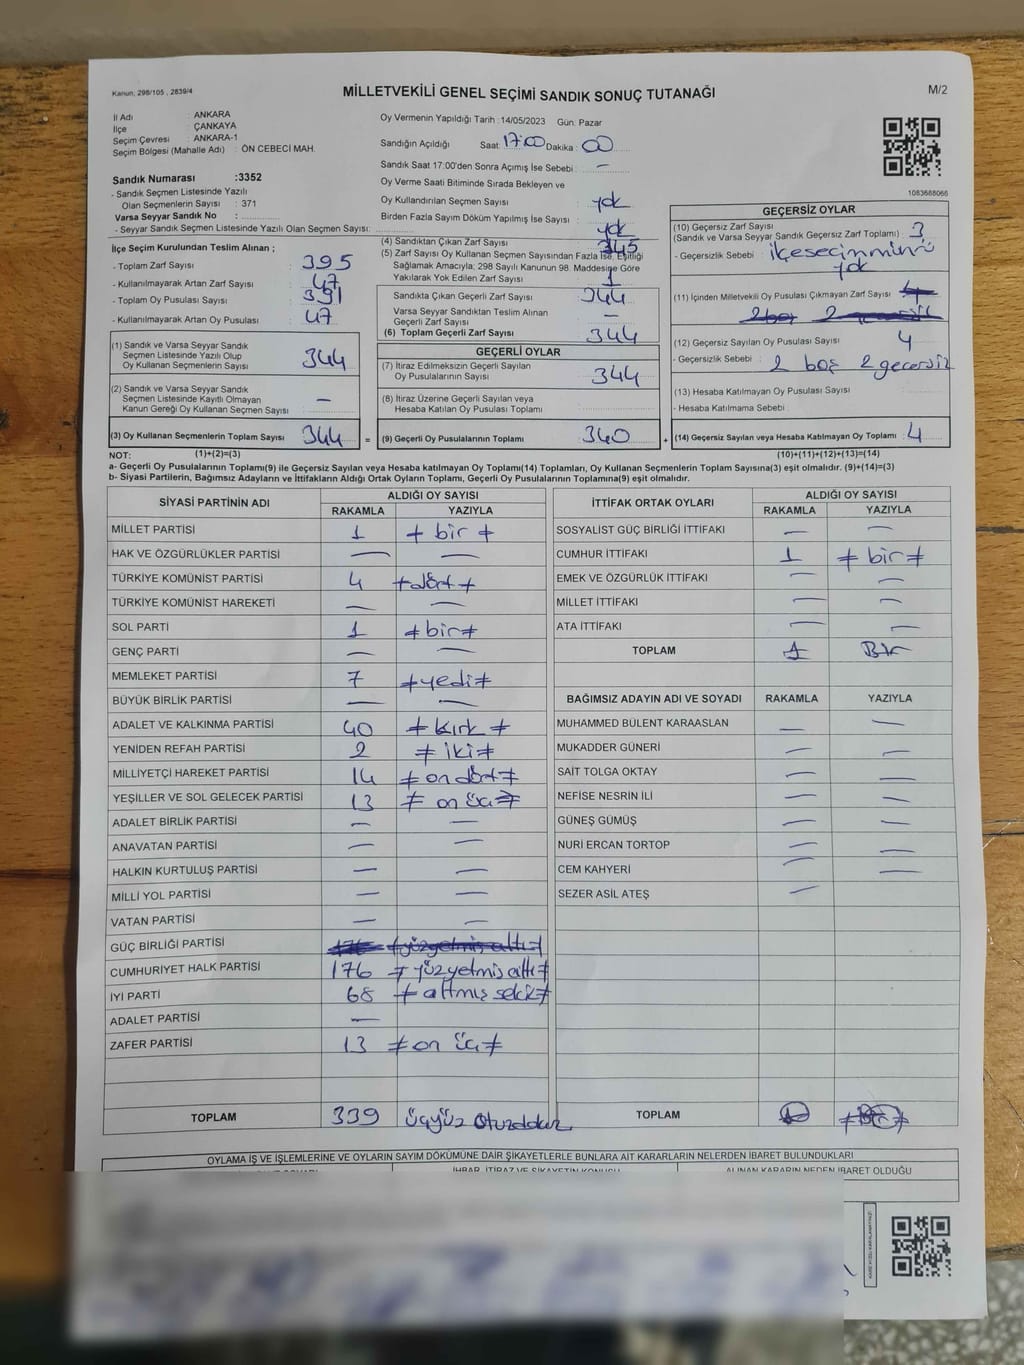 Kanun, 298/105 , 2839/4
MİLLETVEKİLİ GENEL SEÇİMİ SANDIK SONUÇ TUTANAĞI
M/2
İl Adı : ANKARA
İlçe : ÇANKAYA
Seçim Çevresi : ANKARA-1
Seçim Bölgesi (Mahalle Adı) : ÖN CEBECİ MAH.
Sandık Numarası :3352
- Sandık Seçmen Listesinde Yazılı
Olan Seçmenlerin Sayısı : 371
Varsa Seyyar Sandık No :
- Seyyar Sandık Seçmen Listesinde Yazılı Olan Seçmen Sayısı:
Oy Vermenin Yapıldığı Tarih :14/05/2023 Gün. Pazar
Sandığın Açıldığı Saat: 17:00 Dakika : 00
Sandık Saat 17:00'den Sonra Açımış İse Sebebi : —
Oy Verme Saati Bitiminde Sırada Bekleyen ve
Oy Kullandırılan Seçmen Sayısı : yok
Birden Fazla Sayım Döküm Yapılmış İse Sayısı : yok
1083688066
İlçe Seçim Kurulundan Teslim Alınan ;
- Toplam Zarf Sayısı : 395
- Kullanılmayarak Artan Zarf Sayısı : 47
- Toplam Oy Pusulası Sayısı : 391
- Kullanılmayarak Artan Oy Pusulası : 47
(4) Sandıktan Çıkan Zarf Sayısı : 345
(5) Zarf Sayısı Oy Kullanan Seçmen Sayısından Fazla İse, Eşitliği
Sağlamak Amacıyla; 298 Sayılı Kanunun 98. Maddesine Göre
Yakılarak Yok Edilen Zarf Sayısı : 1
Sandıkta Çıkan Geçerli Zarf Sayısı : 344
Varsa Seyyar Sandıktan Teslim Alınan
Geçerli Zarf Sayısı : —
(6) Toplam Geçerli Zarf Sayısı : 344
GEÇERSİZ OYLAR
(10) Geçersiz Zarf Sayısı
(Sandık ve Varsa Seyyar Sandık Geçersiz Zarf Toplamı) : 3
- Geçersizlik Sebebi : ilçeseçimmührü
yok
(11) İçinden Milletvekili Oy Pusulası Çıkmayan Zarf Sayısı :
(12) Geçersiz Sayılan Oy Pusulası Sayısı : 4
- Geçersizlik Sebebi : 2 boş 2 geçersiz
(13) Hesaba Katılmayan Oy Pusulası Sayısı :
- Hesaba Katılmama Sebebi :
(1) Sandık ve Varsa Seyyar Sandık
Seçmen Listesinde Yazılı Olup
Oy Kullanan Seçmen Sayısı : 344
(2) Sandık ve Varsa Seyyar Sandık
Seçmen Listesinde Kayıtlı Olmayan
Kanun Gereği Oy Kullanan Seçmen Sayısı : —
GEÇERLİ OYLAR
(7) İtiraz Edilmeksizin Geçerli Sayılan
Oy Pusulalarının Sayısı : 344
(8) İtiraz Üzerine Geçerli Sayılan veya
Hesaba Katılan Oy Pusulası Toplamı :
(3) Oy Kullanan Seçmenlerin Toplam Sayısı : 344 = (9) Geçerli Oy Pusulalarının Toplamı : 340 + (14) Geçersiz Sayılan veya Hesaba Katılmayan Oy Toplamı : 4
NOT: (1)+(2)=(3) (10)+(11)+(12)+(13)=(14)
a- Geçerli Oy Pusulalarının Toplamı(9) ile Geçersiz Sayılan veya Hesaba katılmayan Oy Toplamı(14) Toplamları, Oy Kullanan Seçmenlerin Toplam Sayısına(3) eşit olmalıdır. (9)+(14)=(3)
b- Siyasi Partilerin, Bağımsız Adayların ve İttifakların Aldığı Ortak Oyların Toplamı, Geçerli Oy Pusulalarının Toplamına(9) eşit olmalıdır.
SİYASİ PARTİNİN ADI ALDIĞI OY SAYISI
RAKAMLA YAZIYLA
MİLLET PARTİSİ 1 + bir +
HAK VE ÖZGÜRLÜKLER PARTİSİ — —
TÜRKİYE KOMÜNİST PARTİSİ 4 + dört +
TÜRKİYE KOMÜNİST HAREKETİ — —
SOL PARTİ 1 ≠ bir ≠
GENÇ PARTİ — —
MEMLEKET PARTİSİ 7 ≠ yedi ≠
BÜYÜK BİRLİK PARTİSİ — —
ADALET VE KALKINMA PARTİSİ 40 ≠ kırk ≠
YENİDEN REFAH PARTİSİ 2 ≠ iki ≠
MİLLİYETÇİ HAREKET PARTİSİ 14 ≠ on dört ≠
YEŞİLLER VE SOL GELECEK PARTİSİ 13 ≠ on üç ≠
ADALET BİRLİK PARTİSİ — —
ANAVATAN PARTİSİ — —
HALKIN KURTULUŞ PARTİSİ — —
MİLLİ YOL PARTİSİ — —
VATAN PARTİSİ — —
GÜÇ BİRLİĞİ PARTİSİ 176 ≠ yüzyetmiş altı ≠
CUMHURİYET HALK PARTİSİ 176 ≠ yüzyetmiş altı ≠
İYİ PARTİ 68 ≠ altmış sekiz ≠
ADALET PARTİSİ —
ZAFER PARTİSİ 13 ≠ on üç ≠
TOPLAM 339 üçyüz otuzdokuz
İTTİFAK ORTAK OYLARI ALDIĞI OY SAYISI
RAKAMLA YAZIYLA
SOSYALİST GÜÇ BİRLİĞİ İTTİFAKI — —
CUMHUR İTTİFAKI 1 ≠ bir ≠
EMEK VE ÖZGÜRLÜK İTTİFAKI — —
MİLLET İTTİFAKI — —
ATA İTTİFAKI — —
TOPLAM 1 Bir
BAĞIMSIZ ADAYIN ADI VE SOYADI RAKAMLA YAZIYLA
MUHAMMED BÜLENT KARAASLAN — —
MUKADDER GÜNERİ — —
SAİT TOLGA OKTAY — —
NEFİSE NESRİN İLİ — —
GÜNEŞ GÜMÜŞ — —
NURİ ERCAN TORTOP — —
CEM KAHYERİ — —
SEZER ASİL ATEŞ —
TOPLAM
OYLAMA İŞ VE İŞLEMLERİNE VE OYLARIN SAYIM DÖKÜMÜNE DAİR ŞİKAYETLERLE BUNLARA AİT KARARLARIN NELERDEN İBARET BULUNDUKLARI
İHBAR, İTİRAZ VE ŞİKAYETİN KONUSU ALINAN KARARIN NEDEN İBARET OLDUĞU